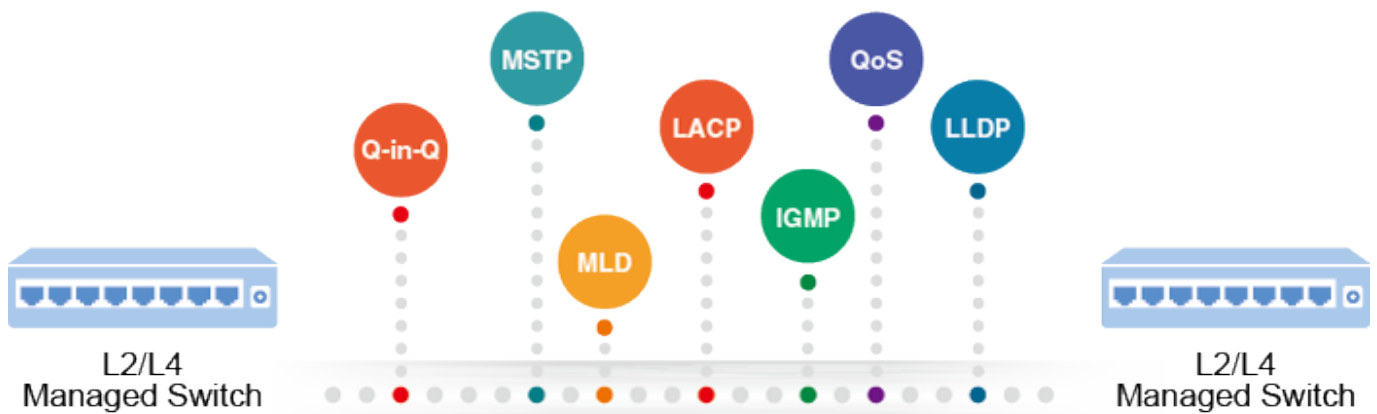 MSTP
QoS
Q-in-Q
LACP
LLDP
MLD
IGMP
L2/L4
Managed Switch
L2/L4
Managed Switch